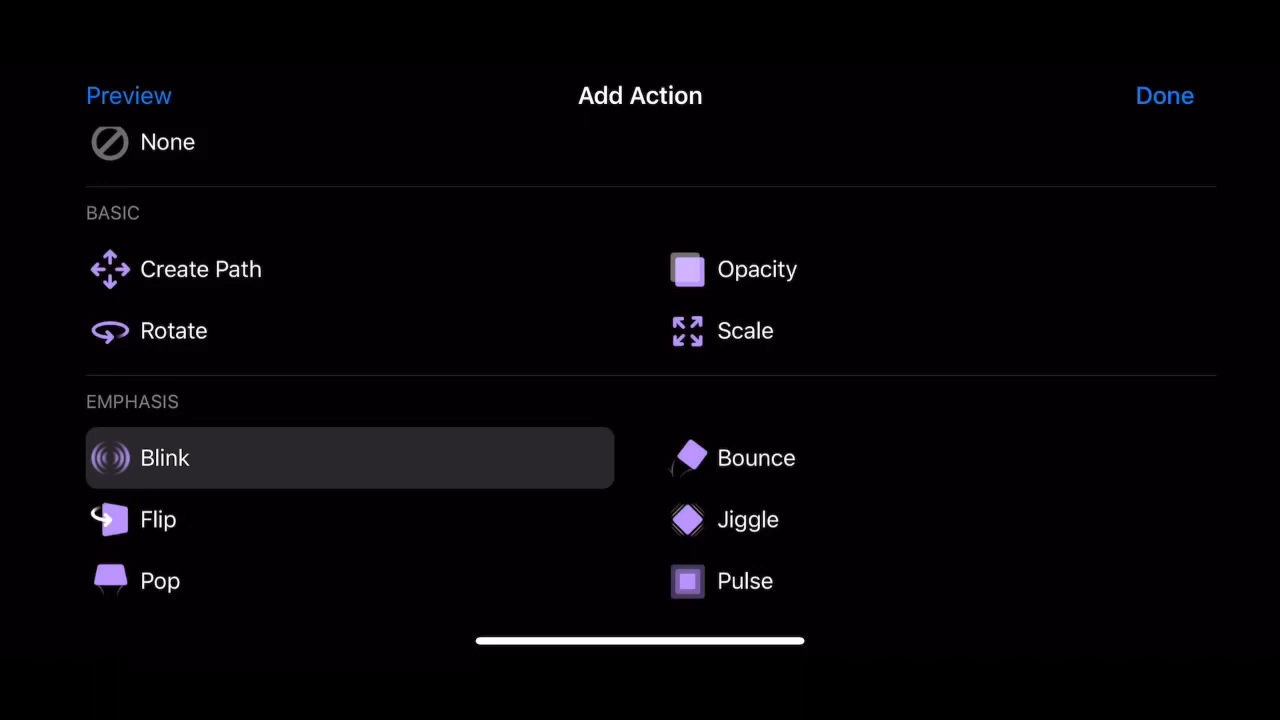 Preview
Add Action
Done
None
BASIC
Create Path
Opacity
Rotate
Scale
EMPHASIS
Blink
Bounce
Flip
Jiggle
Pop
Pulse